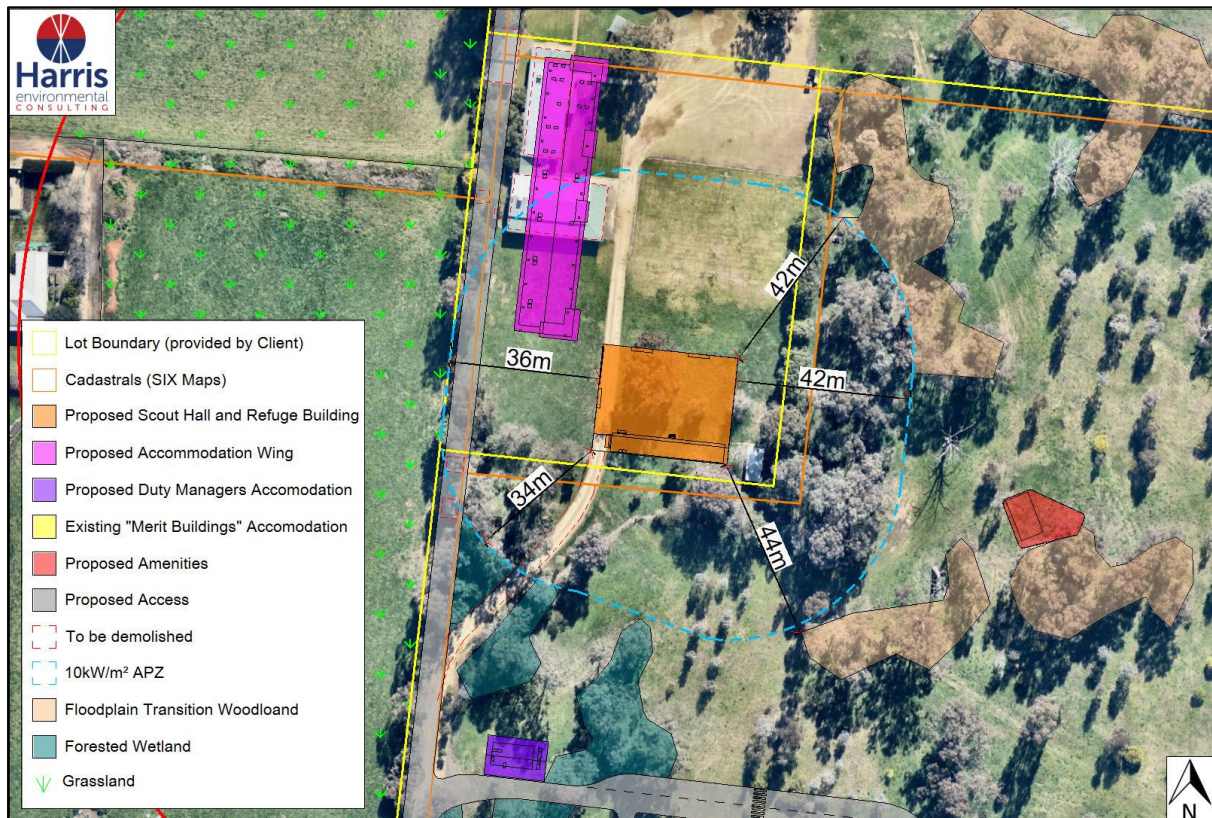 Harris
environmental
CONSULTING
42m
36m
42m
34m
44m
Lot Boundary (provided by Client)
Cadastrals (SIX Maps)
Proposed Scout Hall and Refuge Building
Proposed Accommodation Wing
Proposed Duty Managers Accomodation
Existing "Merit Buildings" Accomodation
Proposed Amenities
Proposed Access
To be demolished
10kW/m² APZ
Floodplain Transition Woodloand
Forested Wetland
Grassland
N